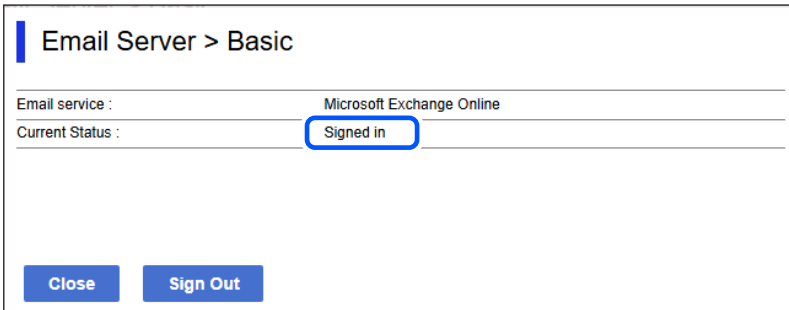 Email Server > Basic
Email service : Microsoft Exchange Online
Current Status : Signed in
Close Sign Out